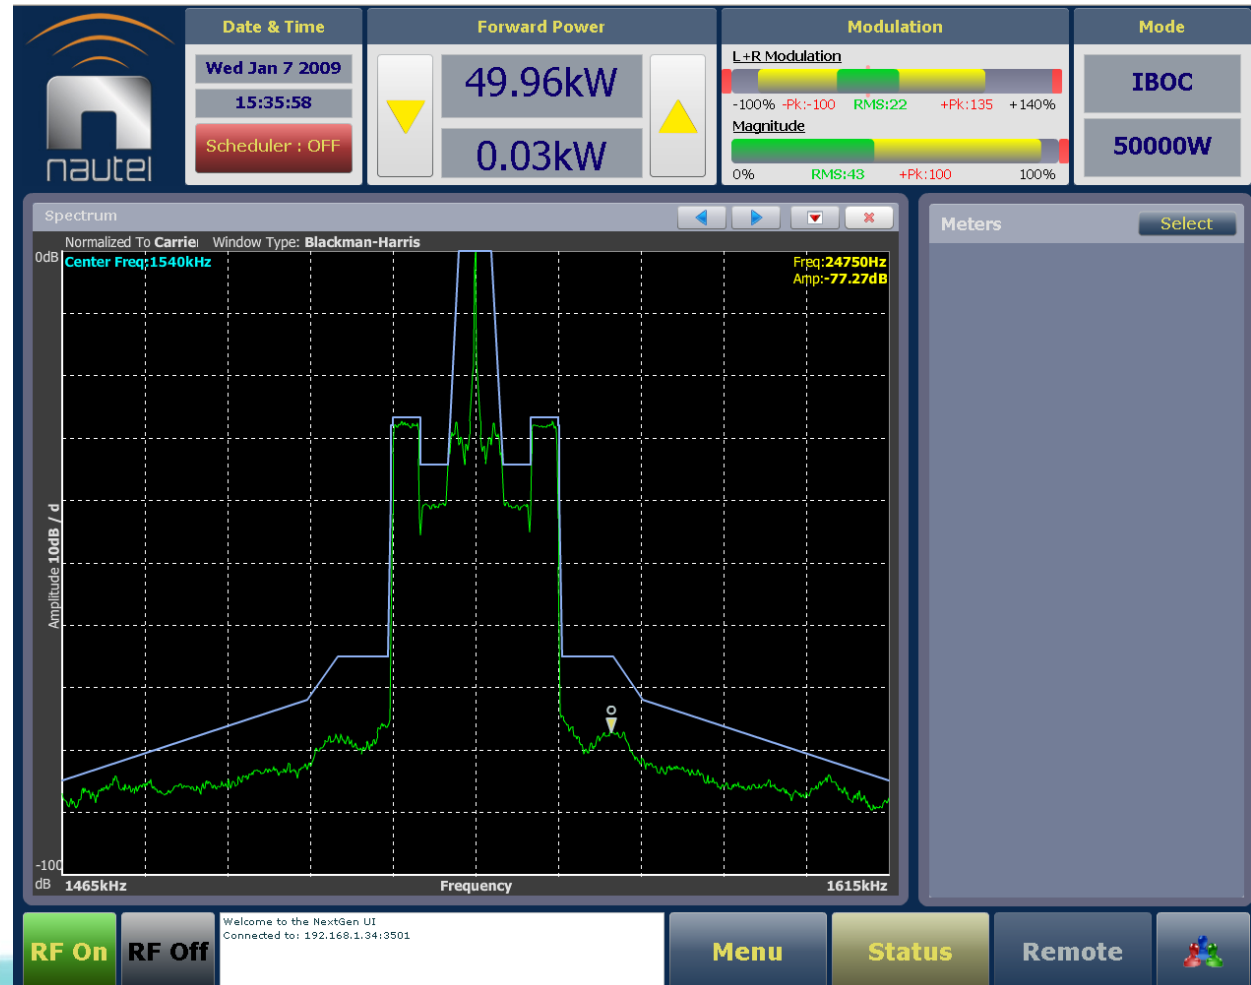 nautel
Date & Time
Wed Jan 7 2009
15:35:58
Scheduler : OFF
Forward Power
49.96kW
0.03kW
Modulation
L+R Modulation
-100% -Pk:-100 RMS:22 +Pk:135 +140%
Magnitude
0% RMS:43 +Pk:100 100%
Mode
IBOC
50000W
Spectrum
Normalized To Carrie Window Type: Blackman-Harris
0dB
Center Freq:1540kHz
Freq:24750Hz
Amp:-77.27dB
Amplitude 10dB / d
-100
dB
1465kHz Frequency 1615kHz
Meters Select
RF On
RF Off
Welcome to the NextGen UI
Connected to: 192.168.1.34:3501
Menu
Status
Remote